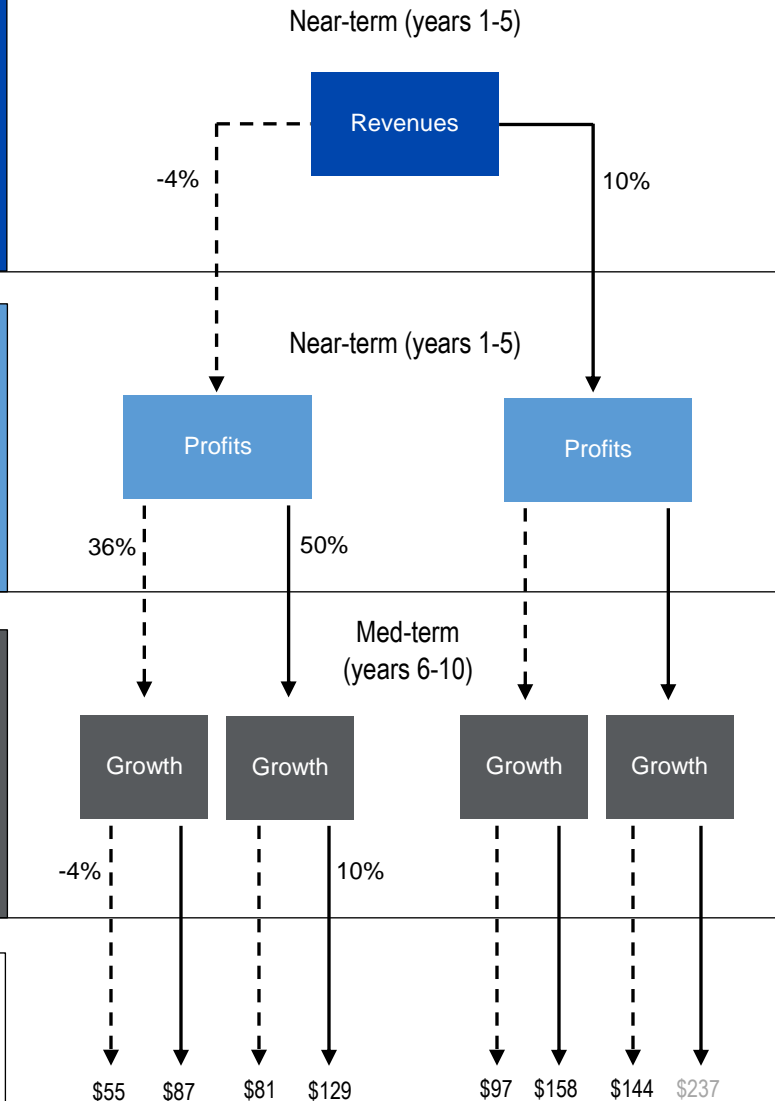 Near-term (years 1-5)
Revenues
-4%
10%
Near-term (years 1-5)
Profits
Profits
36%
50%
Med-term
(years 6-10)
Growth
Growth
Growth
Growth
-4%
10%
$55 $87 $81 $129 $97 $158 $144 $237